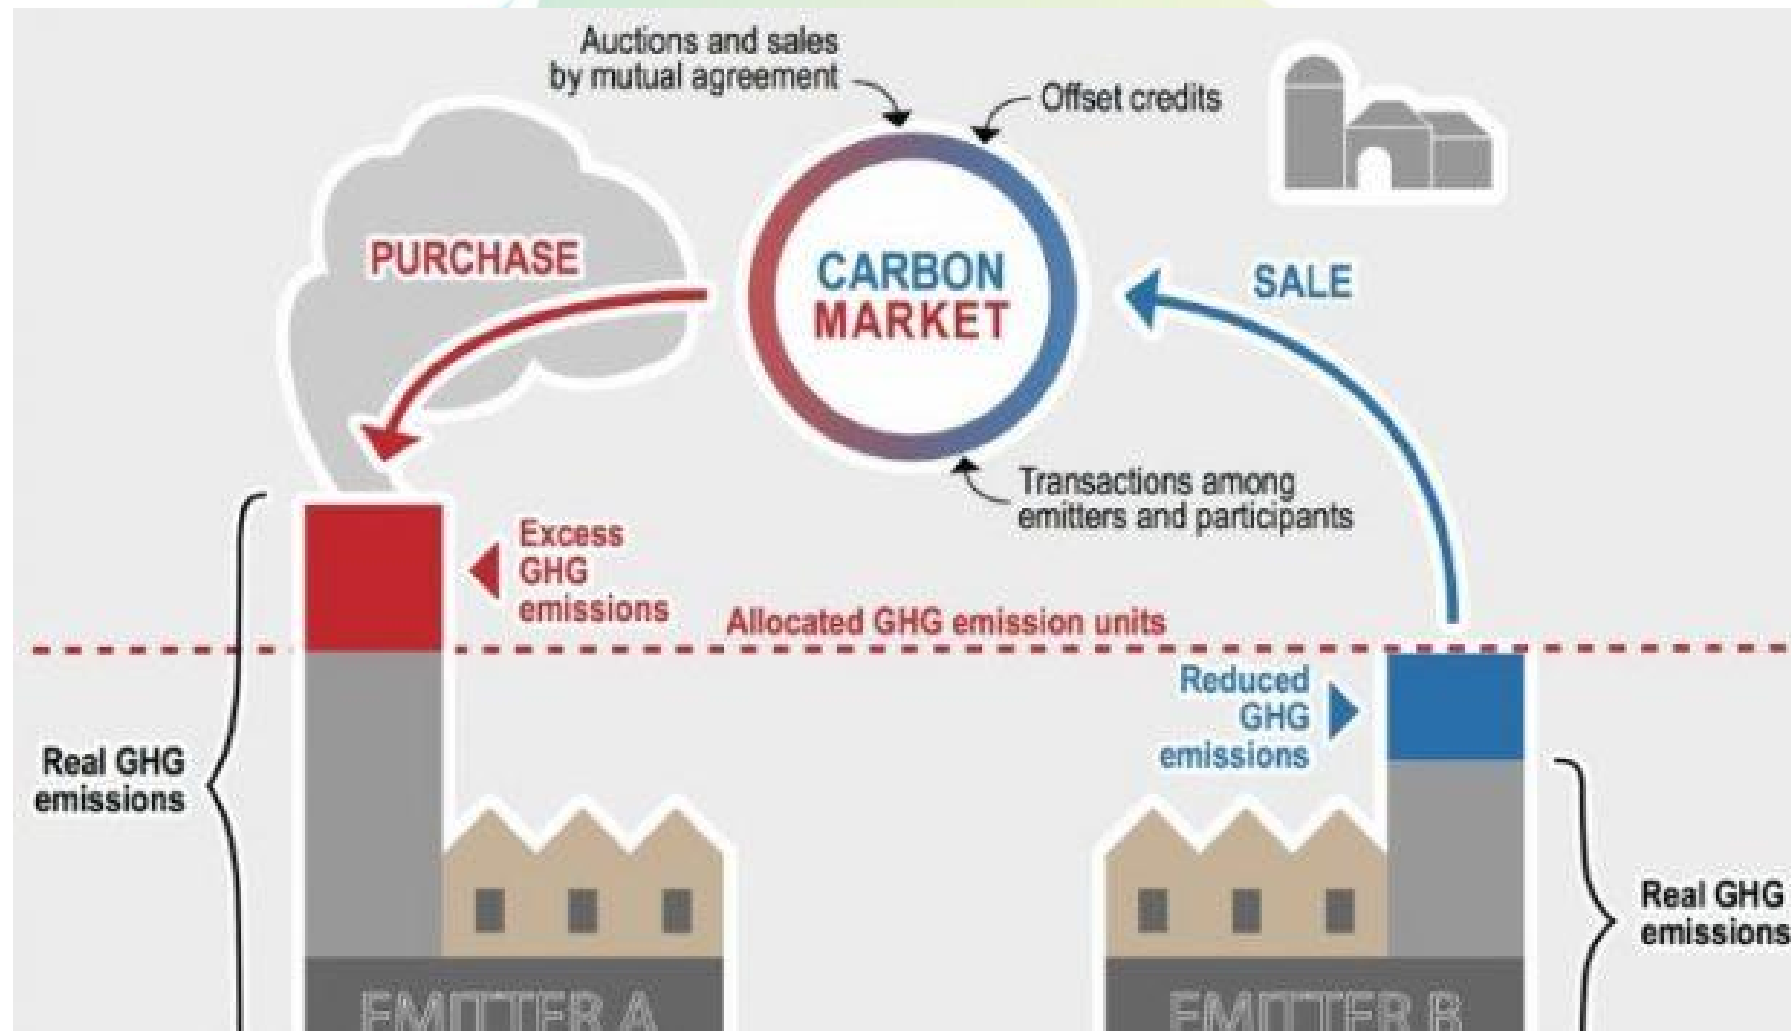 Auctions and sales
by mutual agreement
Offset credits
PURCHASE
CARBON
MARKET
SALE
Transactions among
emitters and participants
Excess
GHG
emissions
Allocated GHG emission units
Reduced
GHG
emissions
Real GHG
emissions
Real GHG
emissions
EMITTER A
EMITTER B